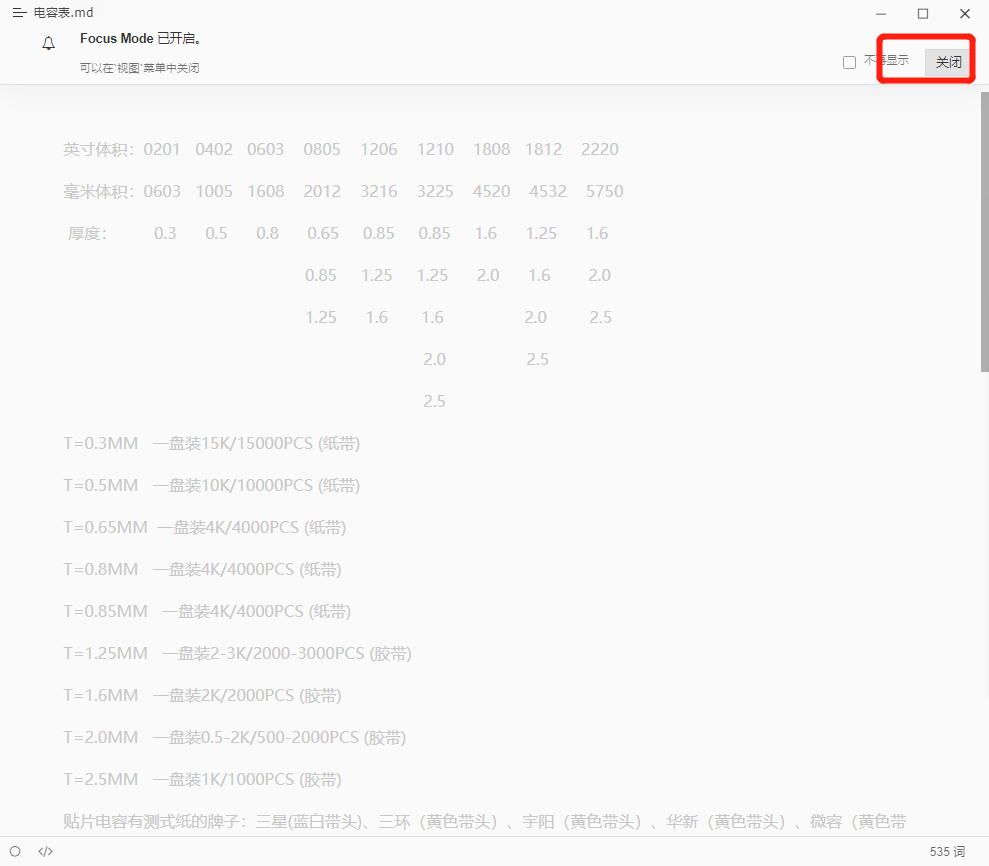 电容表.md
Focus Mode 已开启。
可以在`视图`菜单中关闭
不再显示 关闭
英寸体积：0201 0402 0603 0805 1206 1210 1808 1812 2220
毫米体积：0603 1005 1608 2012 3216 3225 4520 4532 5750
厚度： 0.3 0.5 0.8 0.65 0.85 0.85 1.6 1.25 1.6
0.85 1.25 1.25 2.0 1.6 2.0
1.25 1.6 1.6 2.0 2.5
2.0 2.5
2.5
T=0.3MM 一盘装15K/15000PCS (纸带)
T=0.5MM 一盘装10K/10000PCS (纸带)
T=0.65MM 一盘装4K/4000PCS (纸带)
T=0.8MM 一盘装4K/4000PCS (纸带)
T=0.85MM 一盘装4K/4000PCS (纸带)
T=1.25MM 一盘装2-3K/2000-3000PCS (胶带)
T=1.6MM 一盘装2K/2000PCS (胶带)
T=2.0MM 一盘装0.5-2K/500-2000PCS (胶带)
T=2.5MM 一盘装1K/1000PCS (胶带)
贴片电容有测式纸的牌子：三星(蓝白带头)、三环（黄色带头）、宇阳（黄色带头）、华新（黄色带头）、微容（黄色带
</> 535 词